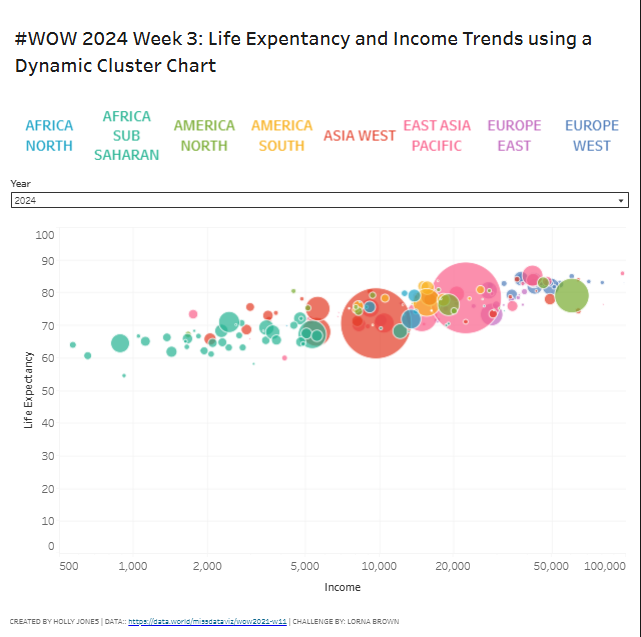 #WOW 2024 Week 3: Life Expentancy and Income Trends using a
Dynamic Cluster Chart
AFRICA NORTH
AFRICA SUB SAHARAN
AMERICA NORTH
AMERICA SOUTH
ASIA WEST
EAST ASIA PACIFIC
EUROPE EAST
EUROPE WEST
Year
2024
Life Expectancy
100
90
80
70
60
50
40
30
20
10
0
500 1,000 2,000 5,000 10,000 20,000 50,000 100,000
Income
CREATED BY HOLLY JONES | DATA:: https://data.world/missdataviz/wow2021-w11 | CHALLENGE BY: LORNA BROWN